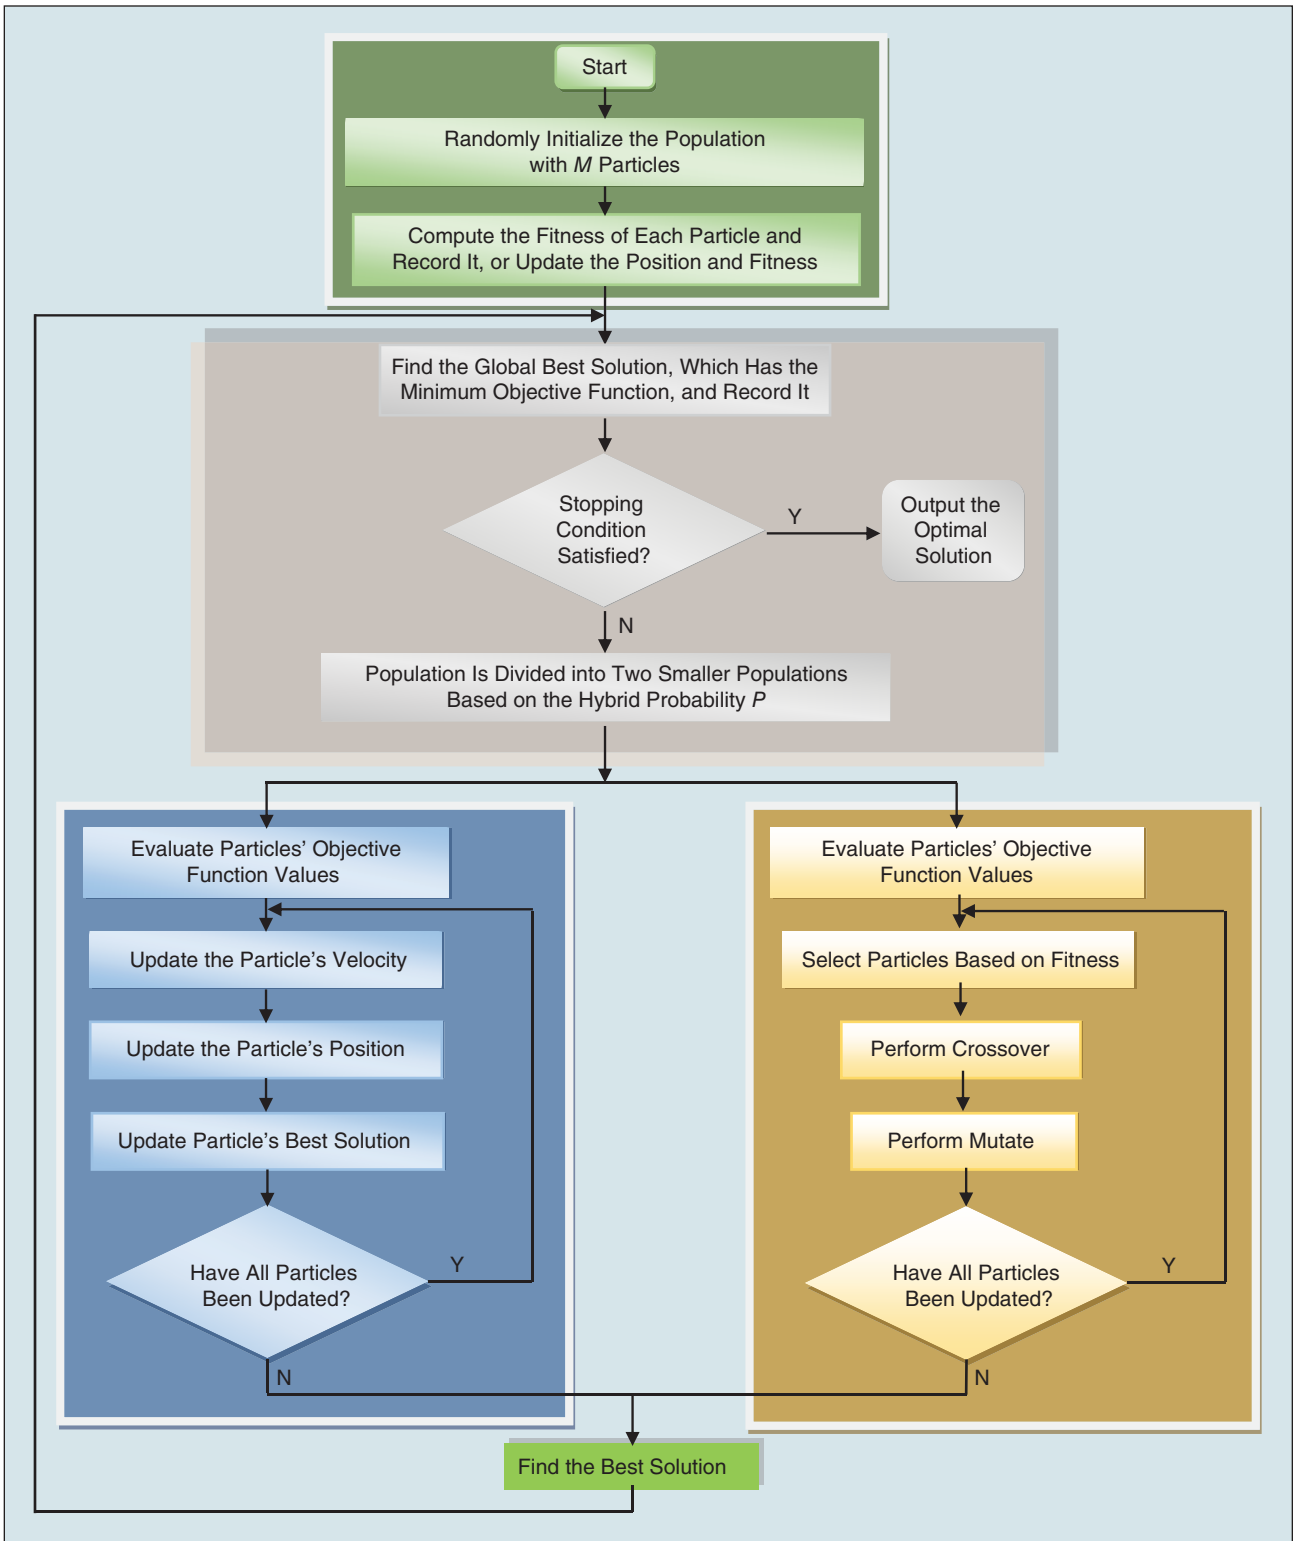 Start
Randomly Initialize the Population
with M Particles
Compute the Fitness of Each Particle and
Record It, or Update the Position and Fitness
Find the Global Best Solution, Which Has the
Minimum Objective Function, and Record It
Stopping
Condition
Satisfied?
Y
Output the
Optimal
Solution
N
Population Is Divided into Two Smaller Populations
Based on the Hybrid Probability P
Evaluate Particles’ Objective
Function Values
Update the Particle’s Velocity
Update the Particle’s Position
Update Particle’s Best Solution
Have All Particles
Been Updated?
Y
N
Evaluate Particles’ Objective
Function Values
Select Particles Based on Fitness
Perform Crossover
Perform Mutate
Have All Particles
Been Updated?
Y
N
Find the Best Solution